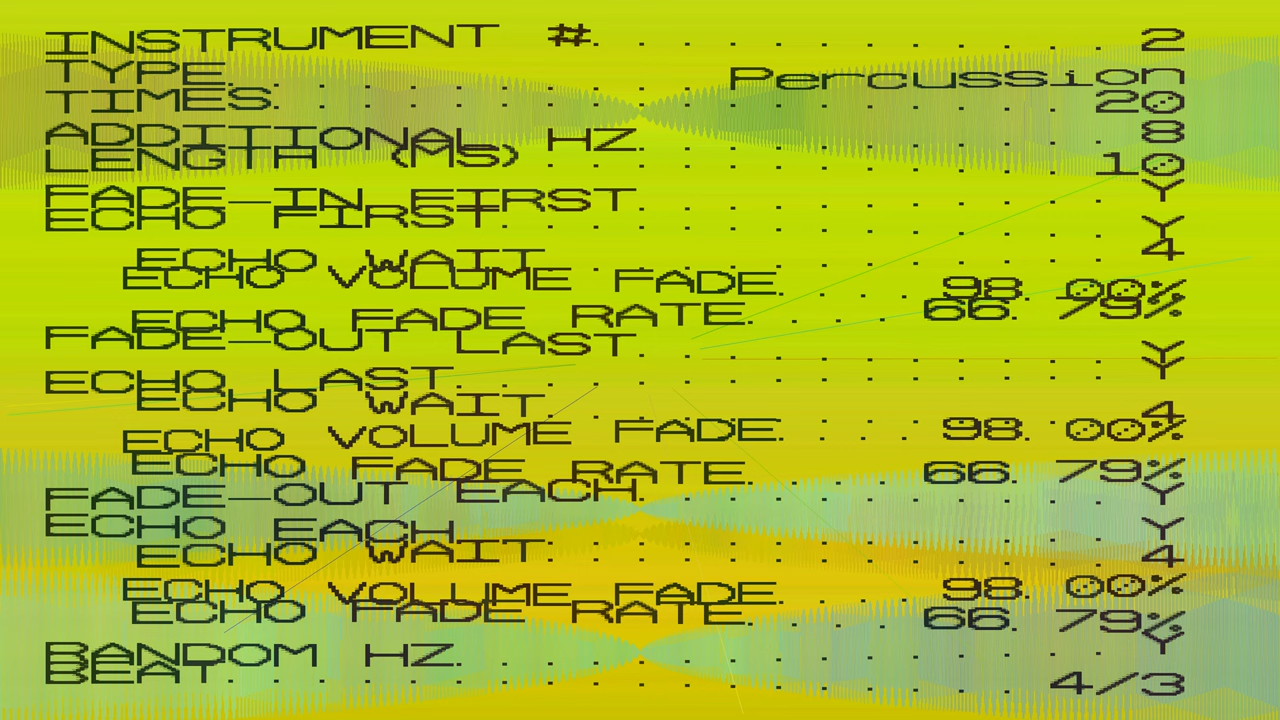 INSTRUMENT #. . . . . . . . . . . . . 2
TYPE. . . . . . . . . . . Percussion
TIMES. . . . . . . . . . . . . . . . . . . 20
ADDITIONAL HZ. . . . . . . . . . . 8
LENGTH (MS) . . . . . . . . . . . . 10
FADE-IN FIRST. . . . . . . . . . . Y
ECHO FIRST. . . . . . . . . . . . . . Y
ECHO WAIT. . . . . . . . . . . . . 4
ECHO VOLUME FADE. . . . 98.00%
ECHO FADE RATE. . . . . 66.79%
FADE-OUT LAST. . . . . . . . . . . Y
ECHO LAST. . . . . . . . . . . . . . . Y
ECHO WAIT. . . . . . . . . . . . . 4
ECHO VOLUME FADE. . . . 98.00%
ECHO FADE RATE. . . . . 66.79%
FADE-OUT EACH. . . . . . . . . . . Y
ECHO EACH. . . . . . . . . . . . . . . Y
ECHO WAIT. . . . . . . . . . . . . 4
ECHO VOLUME FADE. . . . 98.00%
ECHO FADE RATE. . . . . 66.79%
RANDOM HZ. . . . . . . . . . . . . . . Y
BEAT. . . . . . . . . . . . . . . . . . . 4/3